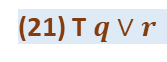 (21) T q ∨ r